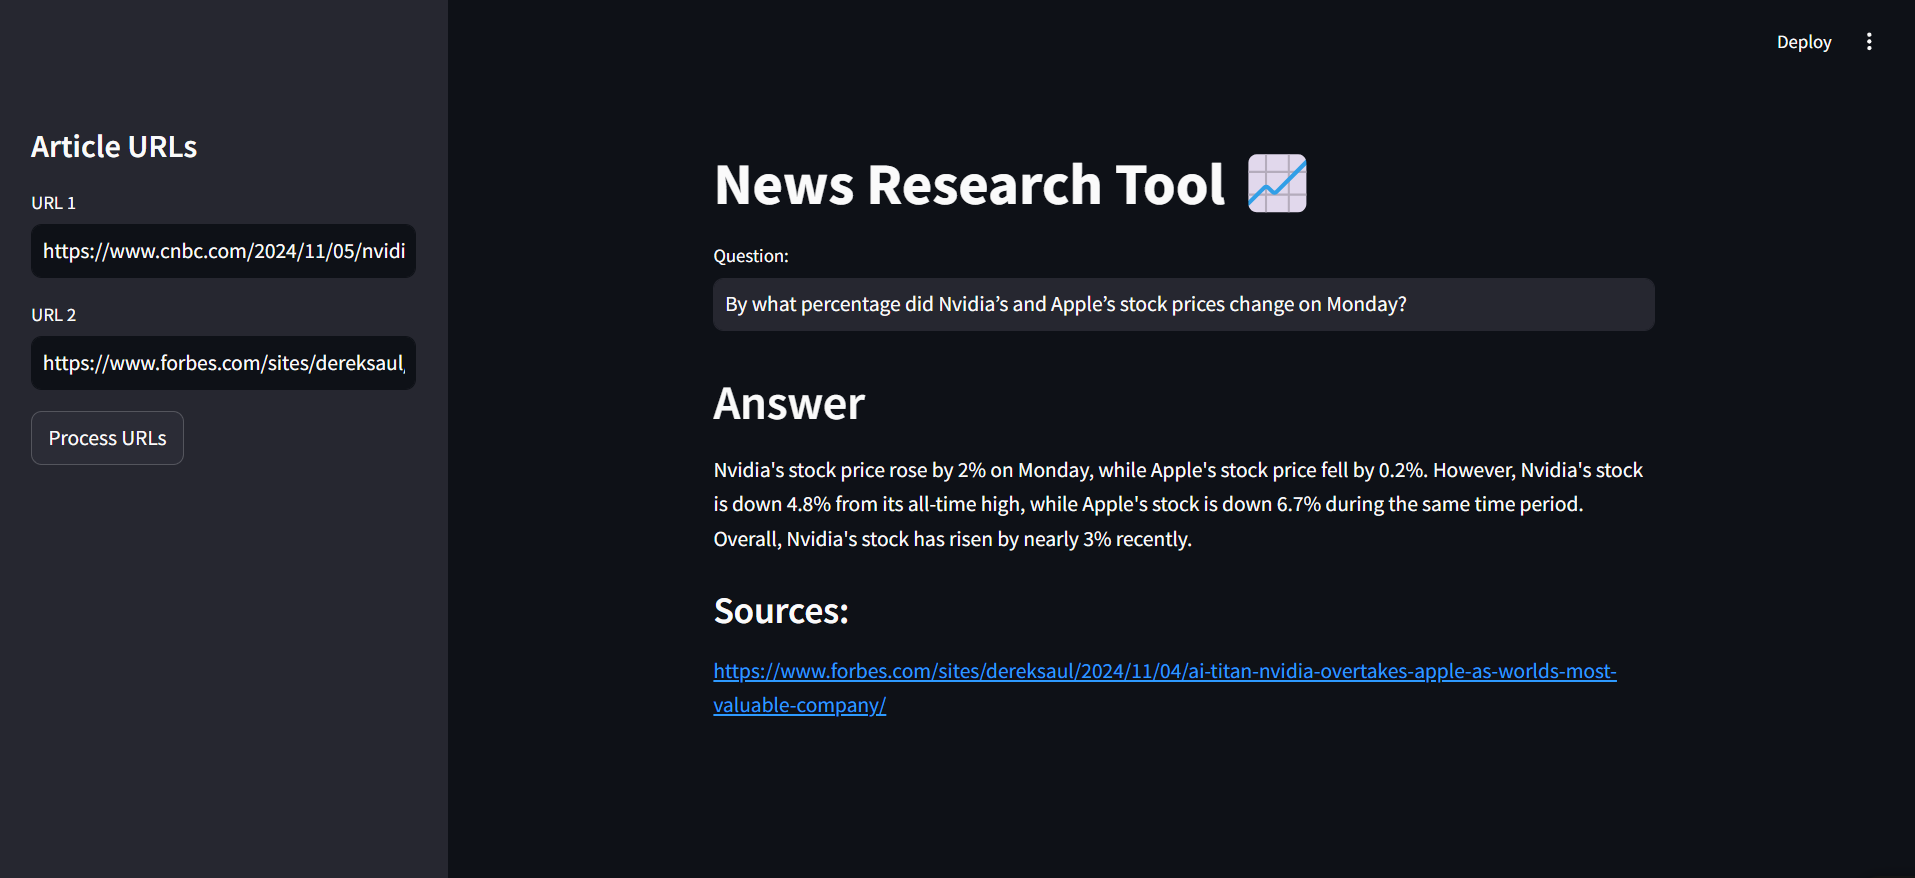 Deploy
Article URLs
URL 1
https://www.cnbc.com/2024/11/05/nvidi
URL 2
https://www.forbes.com/sites/dereksaul,
Process URLs
News Research Tool
Question:
By what percentage did Nvidia’s and Apple’s stock prices change on Monday?
Answer
Nvidia's stock price rose by 2% on Monday, while Apple's stock price fell by 0.2%. However, Nvidia's stock
is down 4.8% from its all-time high, while Apple's stock is down 6.7% during the same time period.
Overall, Nvidia's stock has risen by nearly 3% recently.
Sources:
https://www.forbes.com/sites/dereksaul/2024/11/04/ai-titan-nvidia-overtakes-apple-as-worlds-most-
valuable-company/